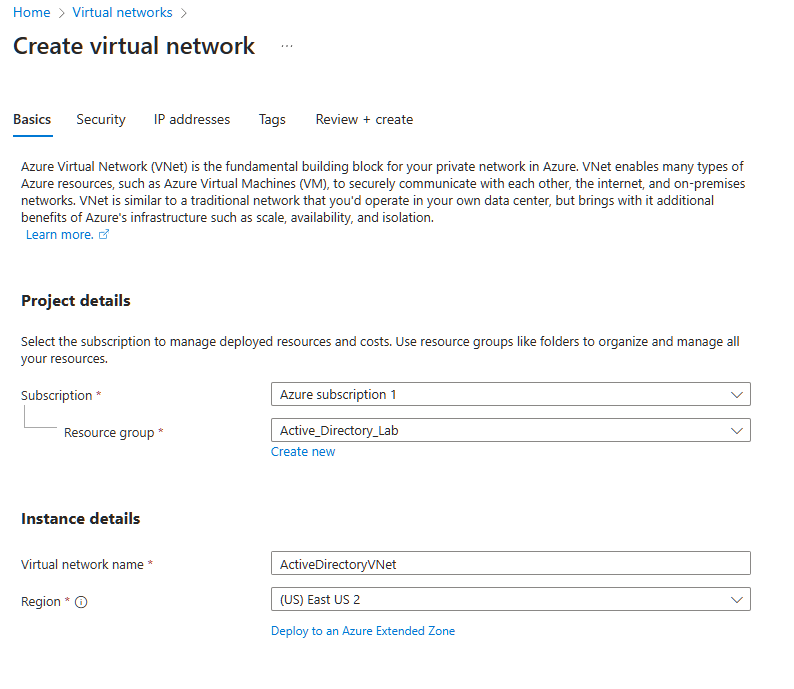 Home > Virtual networks >
Create virtual network ...
Basics Security IP addresses Tags Review + create
Azure Virtual Network (VNet) is the fundamental building block for your private network in Azure. VNet enables many types of
Azure resources, such as Azure Virtual Machines (VM), to securely communicate with each other, the internet, and on-premises
networks. VNet is similar to a traditional network that you'd operate in your own data center, but brings with it additional
benefits of Azure's infrastructure such as scale, availability, and isolation.
Learn more.
Project details
Select the subscription to manage deployed resources and costs. Use resource groups like folders to organize and manage all
your resources.
Subscription * Azure subscription 1
Resource group * Active_Directory_Lab
Create new
Instance details
Virtual network name * ActiveDirectoryVNet
Region * (US) East US 2
Deploy to an Azure Extended Zone